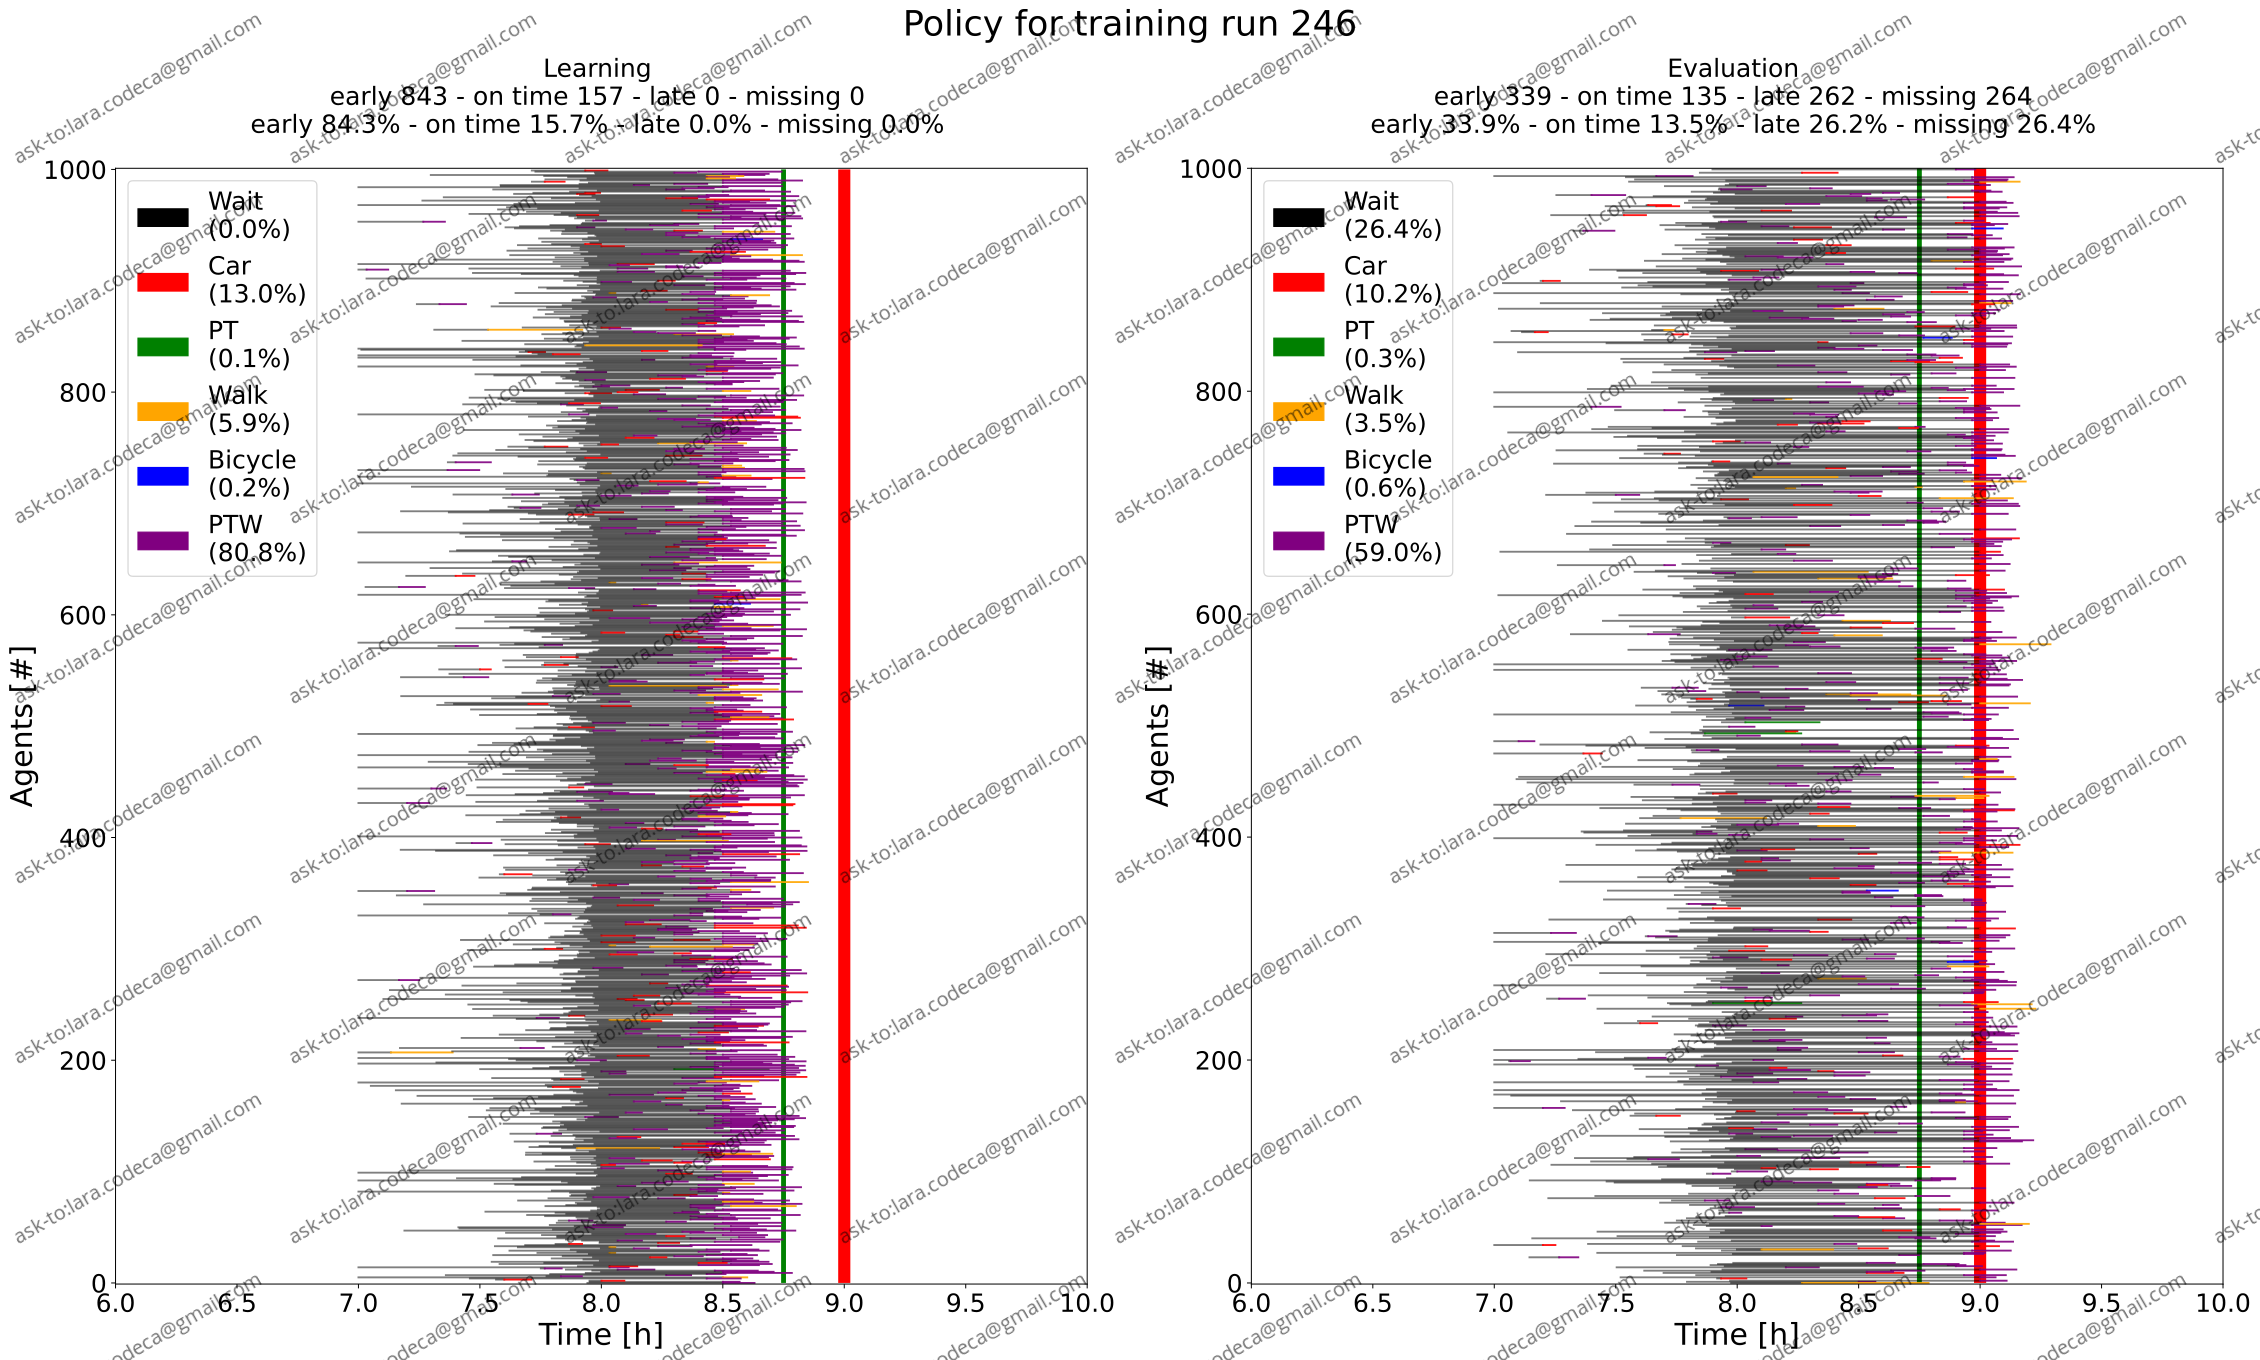 Policy for training run 246
Learning
early 843 - on time 157 - late 0 - missing 0
early 84.3% - on time 15.7% - late 0.0% - missing 0.0%
1000
800
600
400
200
0
Agents [#]
Wait
(0.0%)
Car
(13.0%)
PT
(0.1%)
Walk
(5.9%)
Bicycle
(0.2%)
PTW
(80.8%)
6.0 6.5 7.0 7.5 8.0 8.5 9.0 9.5 10.0
Time [h]
Evaluation
early 339 - on time 135 - late 262 - missing 264
early 33.9% - on time 13.5% - late 26.2% - missing 26.4%
1000
800
600
400
200
0
Agents [#]
Wait
(26.4%)
Car
(10.2%)
PT
(0.3%)
Walk
(3.5%)
Bicycle
(0.6%)
PTW
(59.0%)
6.0 6.5 7.0 7.5 8.0 8.5 9.0 9.5 10.0
Time [h]
ask-to:lara.codeca@gmail.com